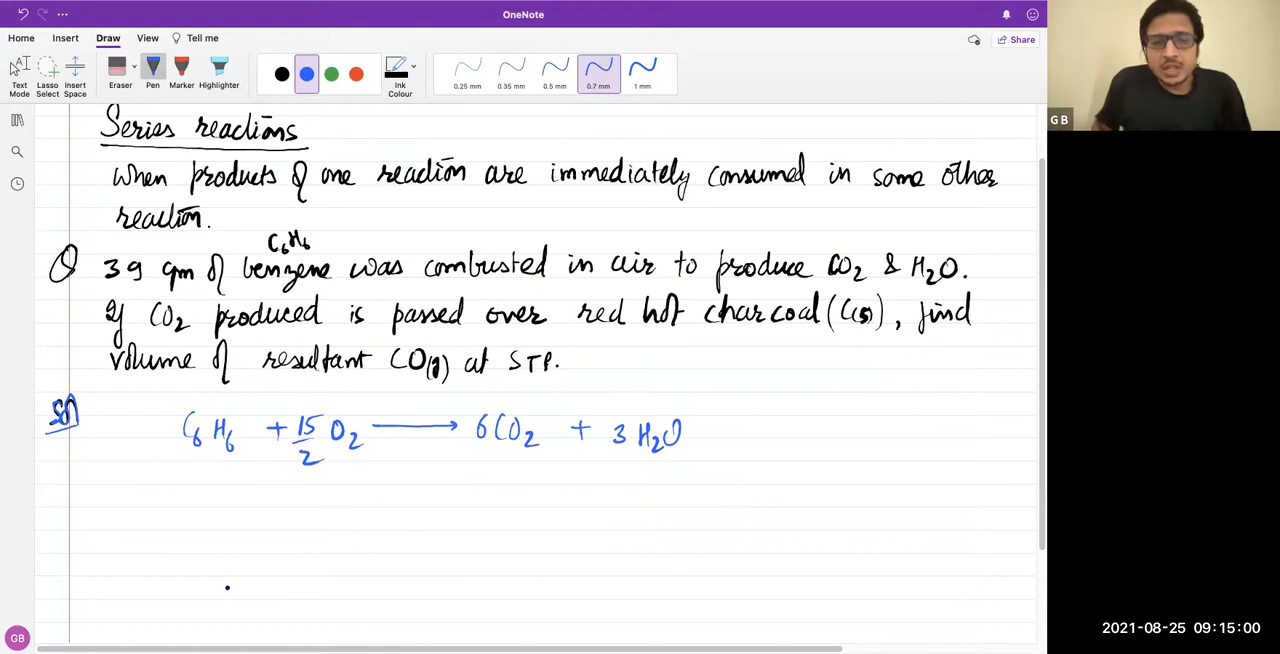 OneNote
Home Insert Draw View Tell me
Share
Text Mode
Lasso Select
Insert Space
Eraser
Pen
Marker
Highlighter
Ink Colour
0.25 mm
0.35 mm
0.5 mm
0.7 mm
1 mm
GB
Series reactions
When products of one reaction are immediately consumed in some other
reaction.
C6H6
Q 39 gm of benzene was combusted in air to produce CO2 & H2O.
If CO2 produced is passed over red hot charcoal (C(s)), find
volume of resultant CO(g) at STP.
Sol
C6H6 + 15/2 O2 ⟶ 6CO2 + 3H2O
GB
2021-08-25 09:15:00